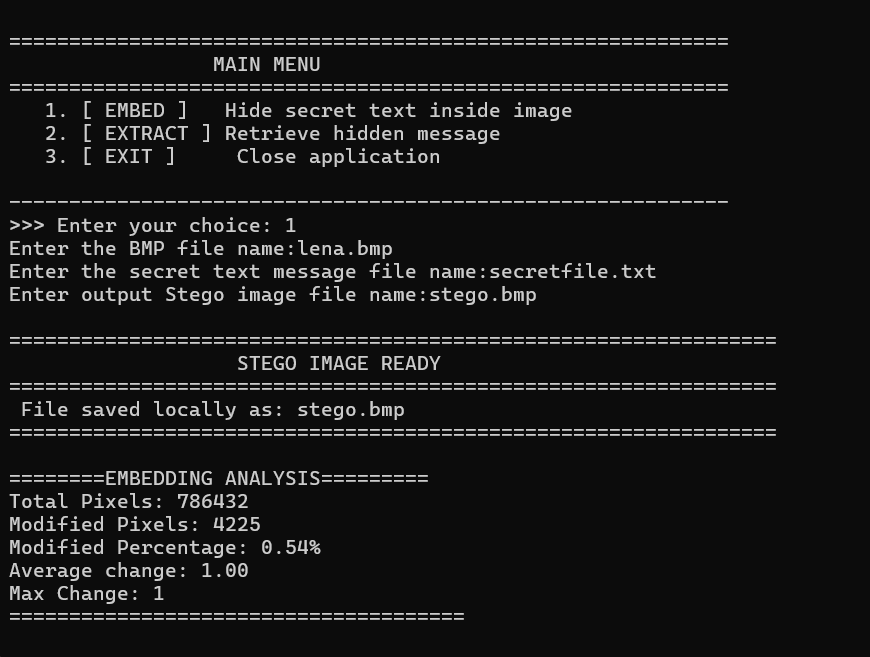 ============================================================
                 MAIN MENU
============================================================
   1. [ EMBED ]   Hide secret text inside image
   2. [ EXTRACT ] Retrieve hidden message
   3. [ EXIT ]     Close application

------------------------------------------------------------
>>> Enter your choice: 1
Enter the BMP file name:lena.bmp
Enter the secret text message file name:secretfile.txt
Enter output Stego image file name:stego.bmp

================================================================
                   STEGO IMAGE READY
================================================================
 File saved locally as: stego.bmp
================================================================

========EMBEDDING ANALYSIS=========
Total Pixels: 786432
Modified Pixels: 4225
Modified Percentage: 0.54%
Average change: 1.00
Max Change: 1
======================================